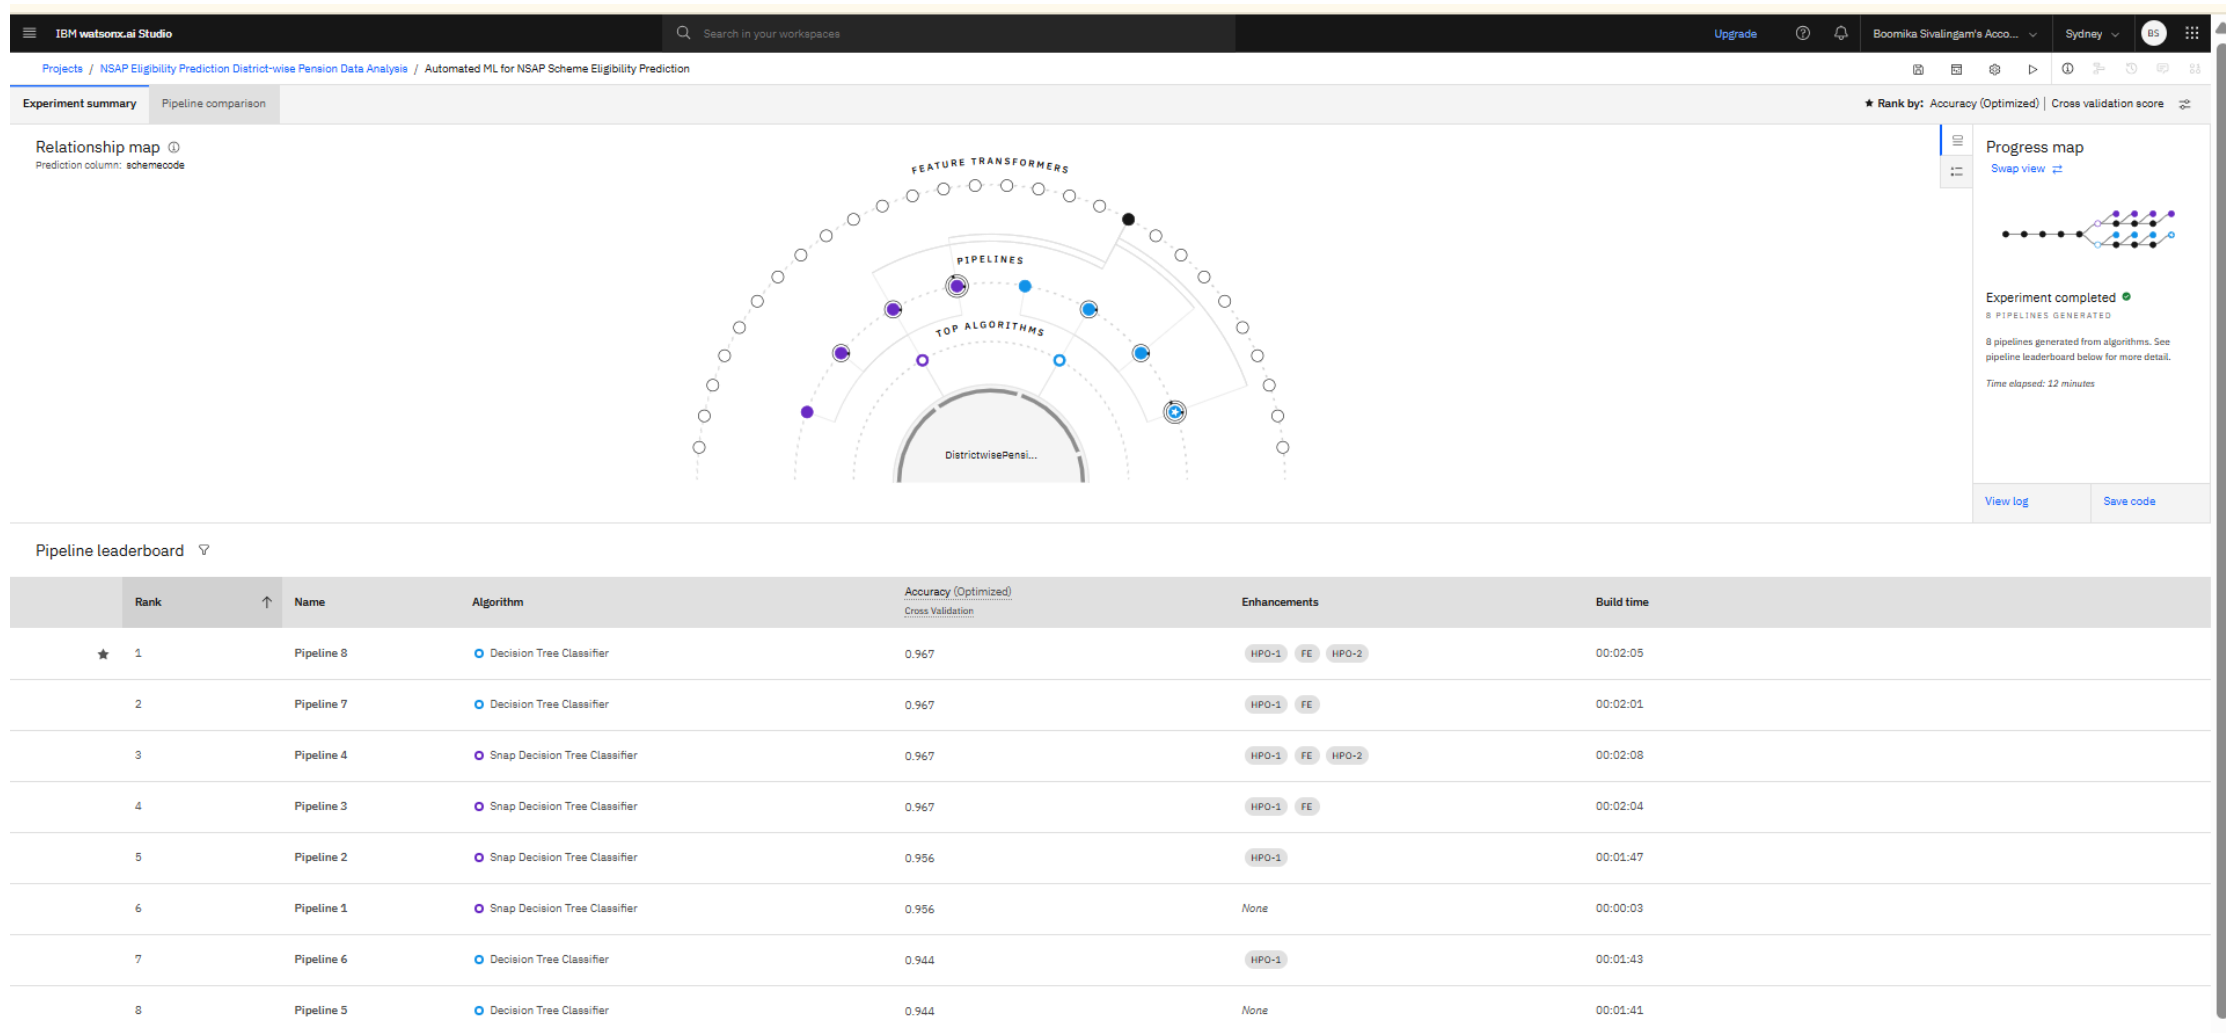 IBM watsonx.ai Studio
Search in your workspaces
Upgrade
Boomika Sivalingam's Acco...
Sydney
BS
Projects / NSAP Eligibility Prediction District-wise Pension Data Analysis / Automated ML for NSAP Scheme Eligibility Prediction
Experiment summary
Pipeline comparison
Rank by: Accuracy (Optimized) | Cross validation score
Relationship map
Prediction column: schemecode
FEATURE TRANSFORMERS
PIPELINES
TOP ALGORITHMS
DistrictwisePensi...
Progress map
Swap view
Experiment completed
8 PIPELINES GENERATED
8 pipelines generated from algorithms. See
pipeline leaderboard below for more detail.
Time elapsed: 12 minutes
View log
Save code
Pipeline leaderboard
Rank Name Algorithm Accuracy (Optimized) Enhancements Build time
Cross Validation
1 Pipeline 8 Decision Tree Classifier 0.967 HPO-1 FE HPO-2 00:02:05
2 Pipeline 7 Decision Tree Classifier 0.967 HPO-1 FE 00:02:01
3 Pipeline 4 Snap Decision Tree Classifier 0.967 HPO-1 FE HPO-2 00:02:08
4 Pipeline 3 Snap Decision Tree Classifier 0.967 HPO-1 FE 00:02:04
5 Pipeline 2 Snap Decision Tree Classifier 0.956 HPO-1 00:01:47
6 Pipeline 1 Snap Decision Tree Classifier 0.956 None 00:00:03
7 Pipeline 6 Decision Tree Classifier 0.944 HPO-1 00:01:43
8 Pipeline 5 Decision Tree Classifier 0.944 None 00:01:41